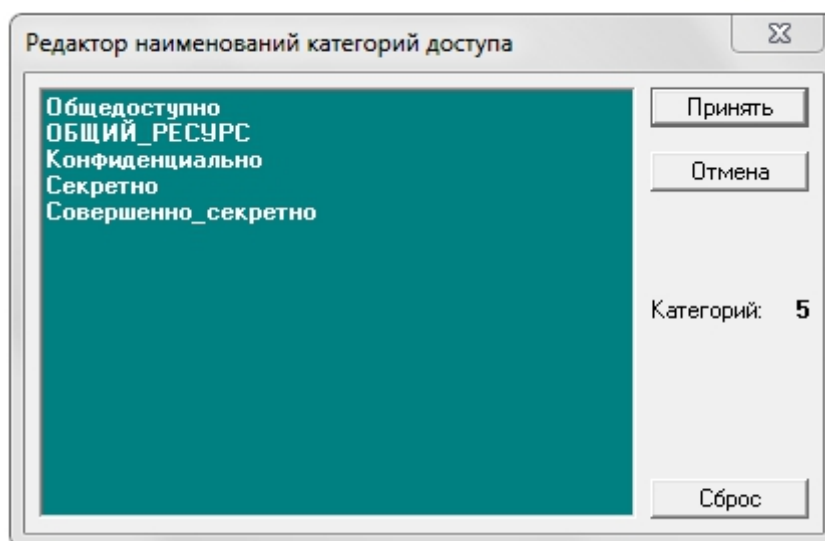 Редактор наименований категорий доступа
Общедоступно
ОБЩИЙ_РЕСУРС
Конфиденциально
Секретно
Совершенно_секретно
Принять
Отмена
Категорий: 5
Сброс